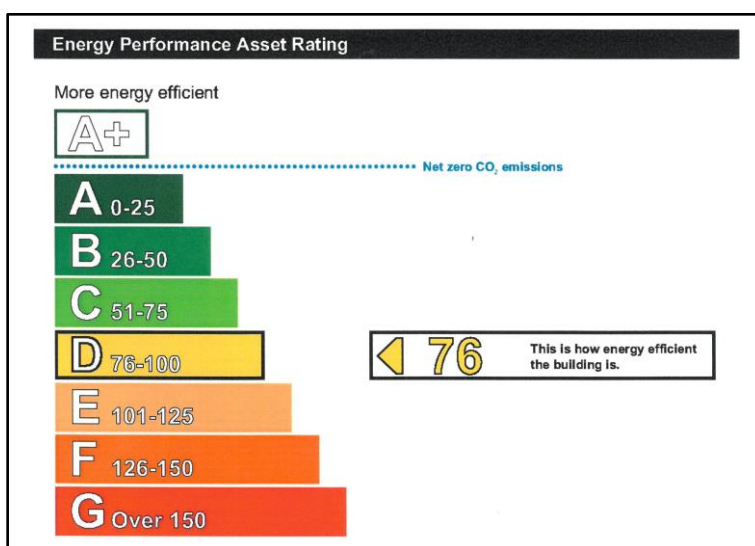 Energy Performance Asset Rating
More energy efficient
A+
Net zero CO₂ emissions
A 0-25
B 26-50
C 51-75
D 76-100
76
This is how energy efficient
the building is.
E 101-125
F 126-150
G Over 150